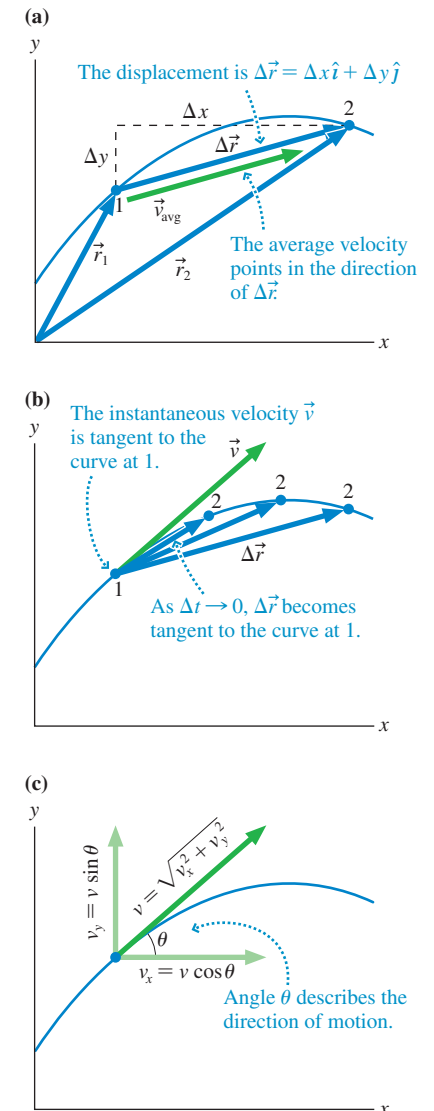 (a)
y
The displacement is Δr⃗ = Δx î + Δy ĵ
Δx
2
Δy
Δr⃗
1
v⃗avg
r⃗1
r⃗2
The average velocity
points in the direction
of Δr⃗.
x
(b)
The instantaneous velocity v⃗
y
is tangent to the
curve at 1.
v⃗
2
2
2
Δr⃗
1
As Δt → 0, Δr⃗ becomes
tangent to the curve at 1.
x
(c)
y
vy = v sin θ
v = √(vx² + vy²)
θ
vx = v cos θ
Angle θ describes the
direction of motion.
x